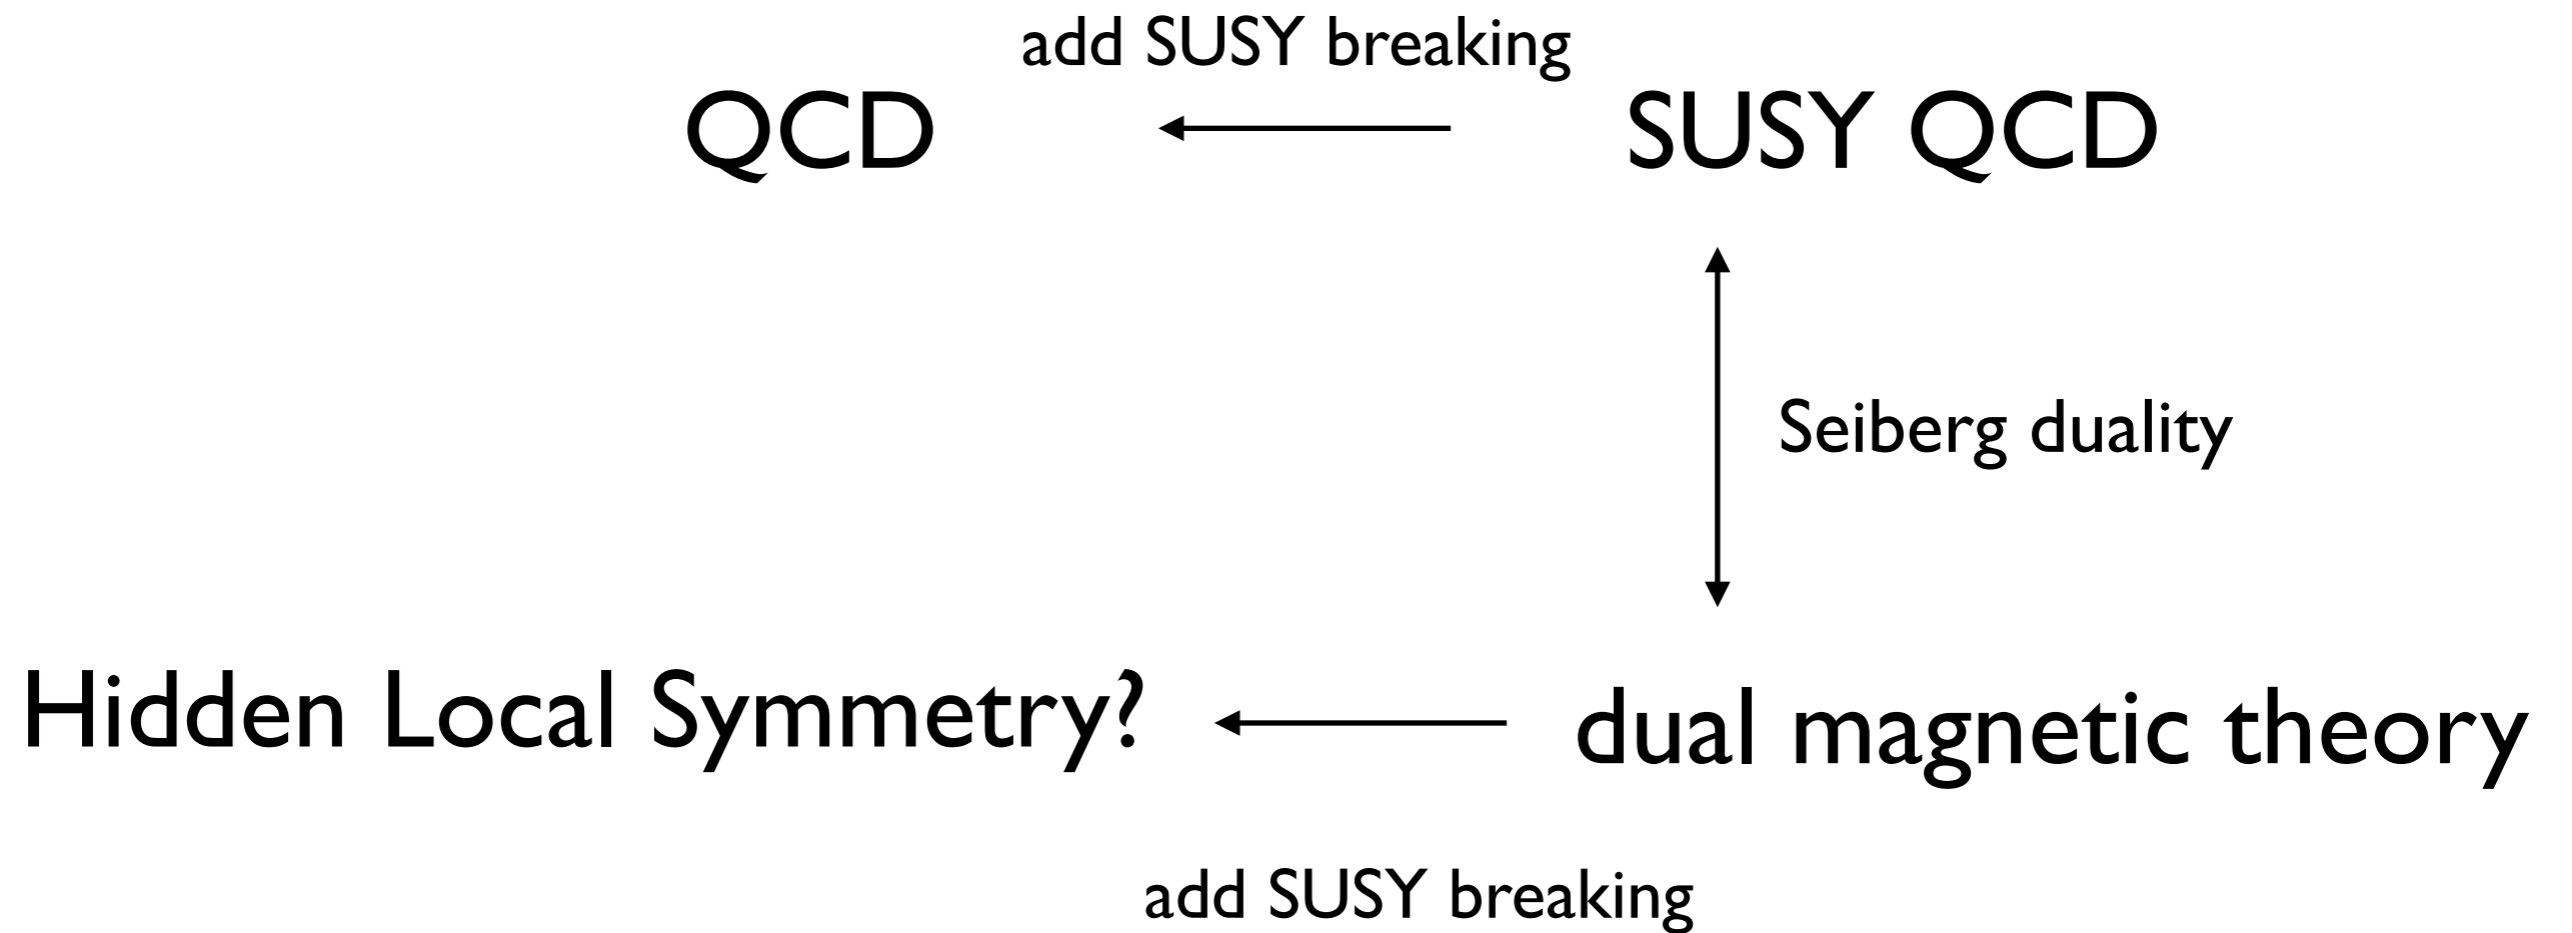 add SUSY breaking
QCD
SUSY QCD
Seiberg duality
Hidden Local Symmetry?
dual magnetic theory
add SUSY breaking